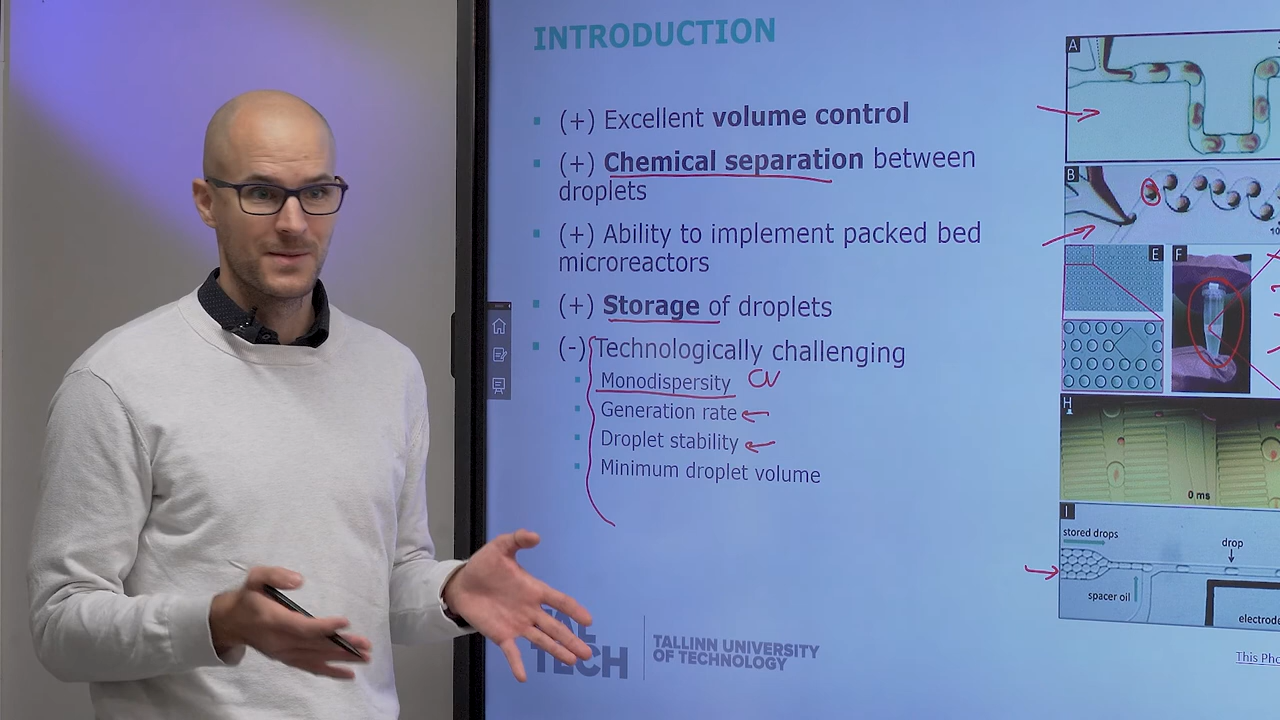 INTRODUCTION
(+) Excellent volume control
(+) Chemical separation between
droplets
(+) Ability to implement packed bed
microreactors
(+) Storage of droplets
(-) Technologically challenging
Monodispersity CV
Generation rate
Droplet stability
Minimum droplet volume
TECH
TALLINN UNIVERSITY
OF TECHNOLOGY
A
B
10
E
F
H
0 ms
I
stored drops
drop
spacer oil
electrode
This Pho